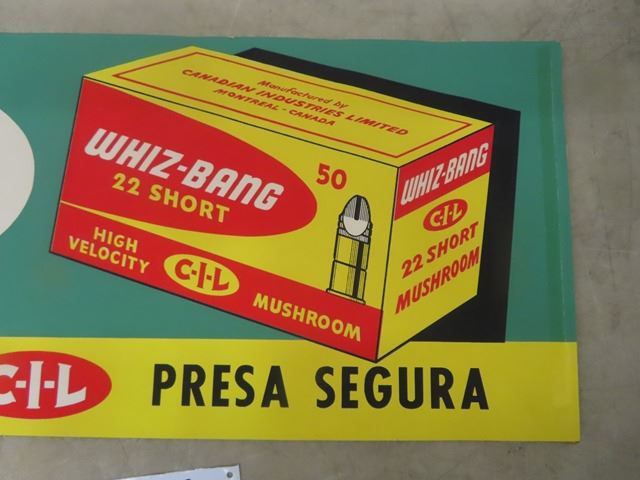 Manufactured by
CANADIAN INDUSTRIES LIMITED
MONTREAL - CANADA
WHIZ-BANG
22 SHORT
50
HIGH
VELOCITY
C-I-L
MUSHROOM
WHIZ-BANG
C-I-L
22 SHORT
MUSHROOM
C-I-L
PRESA SEGURA